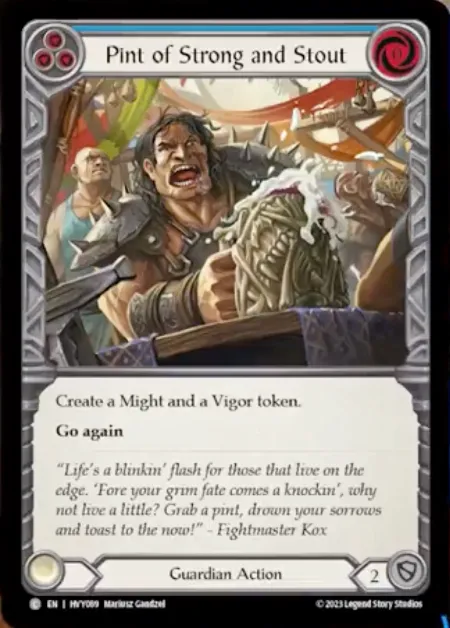 Pint of Strong and Stout
Create a Might and a Vigor token.
Go again
"Life's a blinkin' flash for those that live on the
edge. 'Fore your grim fate comes a knockin', why
not live a little? Grab a pint, drown your sorrows
and toast to the now!" - Fightmaster Kox
Guardian Action
2
C EN | HVY089 Mariusz Gandzel
© 2023 Legend Story Studios